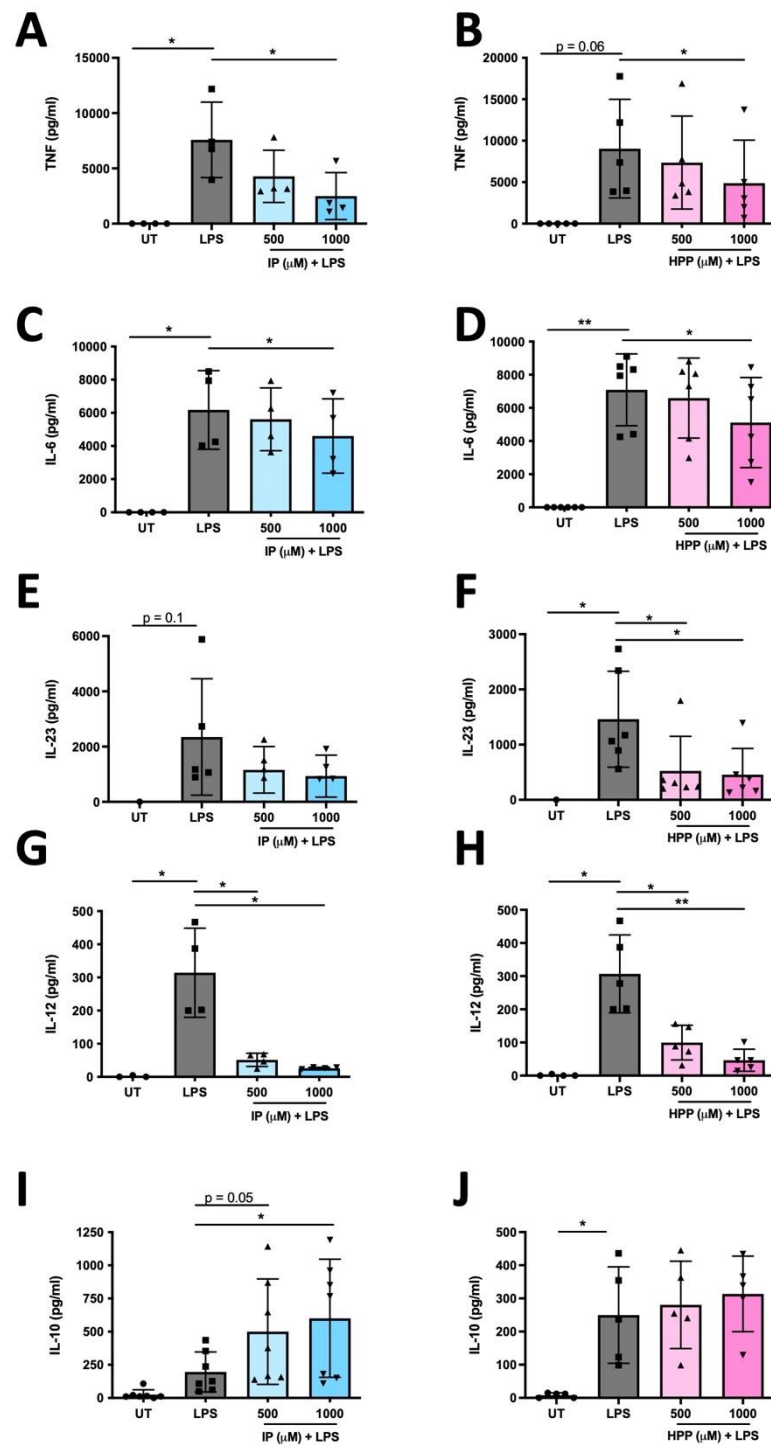 A
*
*
TNF (pg/ml)
15000
10000
5000
0
UT
LPS
500
1000
IP (μM) + LPS
B
p = 0.06
*
TNF (pg/ml)
20000
15000
10000
5000
0
UT
LPS
500
1000
HPP (μM) + LPS
C
*
*
IL-6 (pg/ml)
10000
8000
6000
4000
2000
0
UT
LPS
500
1000
IP (μM) + LPS
D
**
*
IL-6 (pg/ml)
10000
8000
6000
4000
2000
0
UT
LPS
500
1000
HPP (μM) + LPS
E
p = 0.1
IL-23 (pg/ml)
6000
4000
2000
0
UT
LPS
500
1000
IP (μM) + LPS
F
*
*
*
IL-23 (pg/ml)
3000
2000
1000
0
UT
LPS
500
1000
HPP (μM) + LPS
G
*
*
*
IL-12 (pg/ml)
500
400
300
200
100
0
UT
LPS
500
1000
IP (μM) + LPS
H
*
*
**
IL-12 (pg/ml)
500
400
300
200
100
0
UT
LPS
500
1000
HPP (μM) + LPS
I
p = 0.05
*
IL-10 (pg/ml)
1250
1000
750
500
250
0
UT
LPS
500
1000
IP (μM) + LPS
J
*
IL-10 (pg/ml)
500
400
300
200
100
0
UT
LPS
500
1000
HPP (μM) + LPS